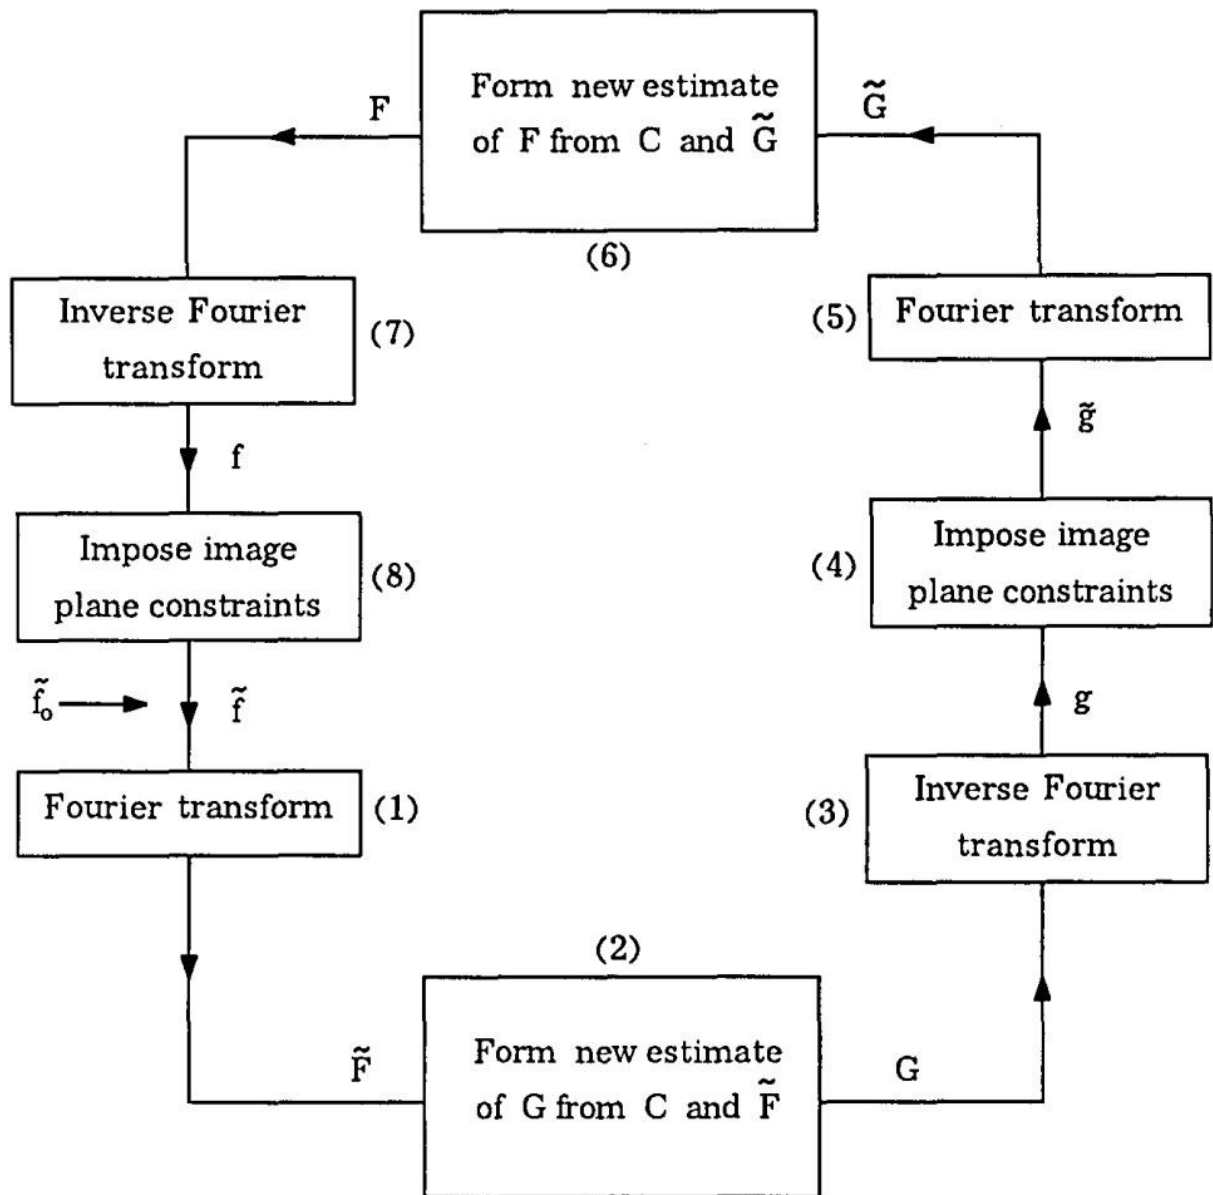 F
Form new estimate
of F from C and G̃
G̃
(6)
Inverse Fourier
transform
(7)
(5)
Fourier transform
f
g̃
Impose image
plane constraints
(8)
(4)
Impose image
plane constraints
f̃₀
f̃
g
Fourier transform
(1)
(3)
Inverse Fourier
transform
(2)
F̃
Form new estimate
of G from C and F̃
G